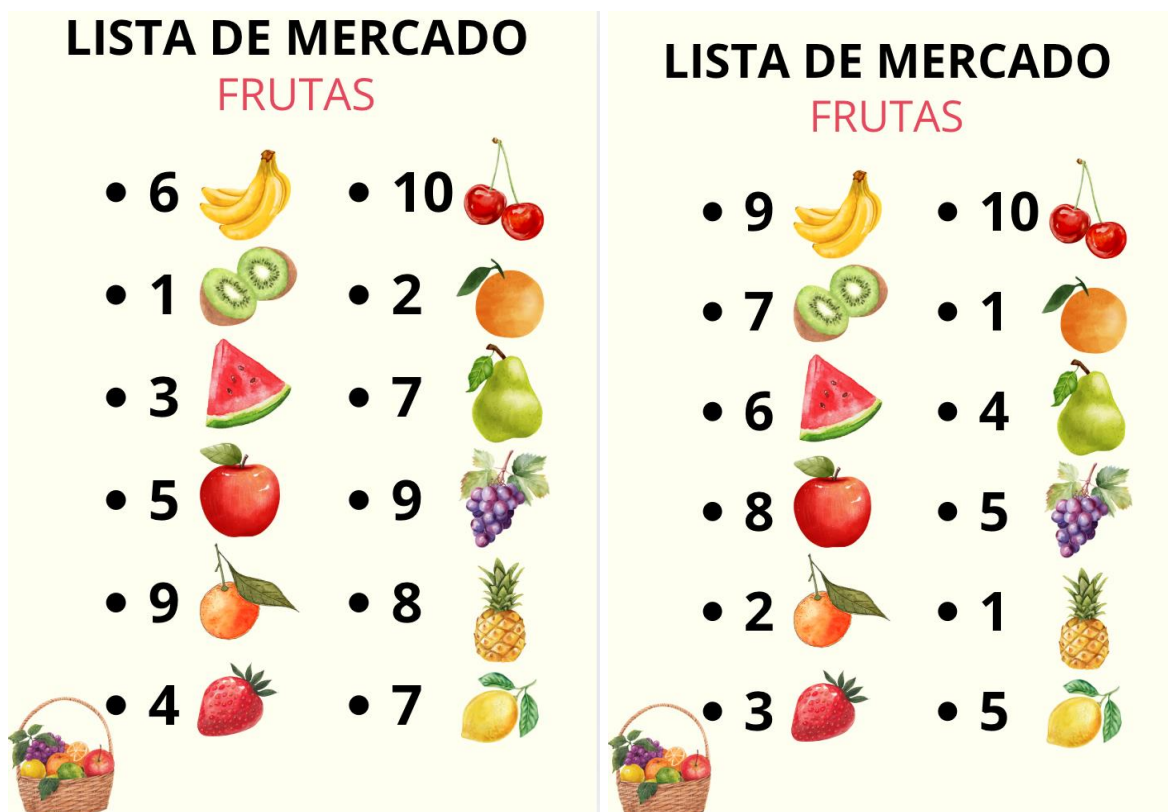 LISTA DE MERCADO
FRUTAS
• 6 • 10
• 1 • 2
• 3 • 7
• 5 • 9
• 9 • 8
• 4 • 7
LISTA DE MERCADO
FRUTAS
• 9 • 10
• 7 • 1
• 6 • 4
• 8 • 5
• 2 • 1
• 3 • 5